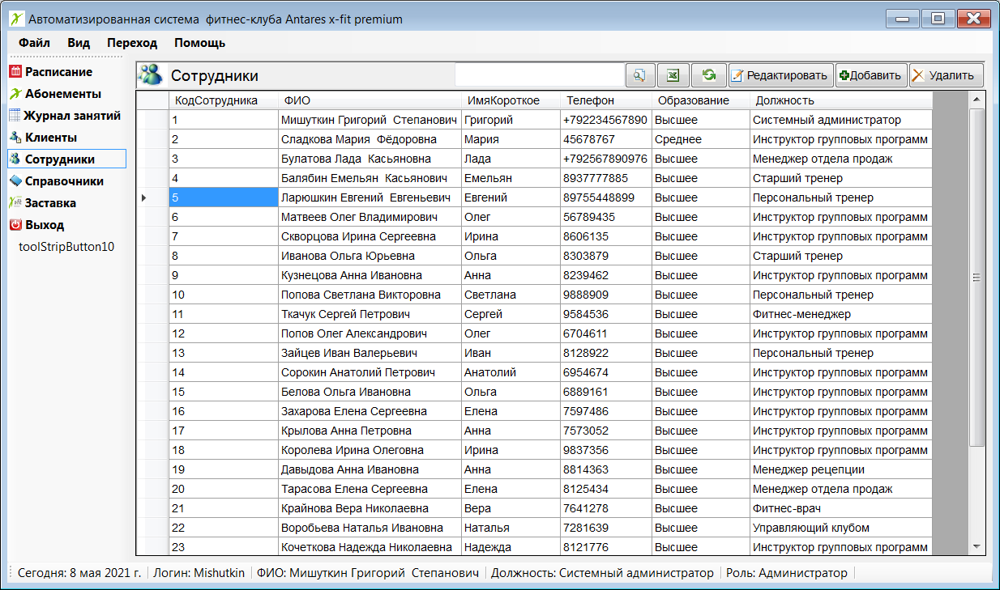 Автоматизированная система  фитнес-клуба Antares x-fit premium
Файл Вид Переход Помощь
Расписание
Абонементы
Журнал занятий
Клиенты
Сотрудники
Справочники
Заставка
Выход
toolStripButton10
Сотрудники Редактировать Добавить Удалить
КодСотрудника ФИО ИмяКороткое Телефон Образование Должность
1 Мишуткин Григорий  Степанович Григорий +792234567890 Высшее Системный администратор
2 Сладкова Мария  Фёдоровна Мария 45678767 Среднее Инструктор групповых программ
3 Булатова Лада  Касьяновна Лада +792567890976 Высшее Менеджер отдела продаж
4 Балябин Емельян  Касьянович Емельян 8937777885 Высшее Старший тренер
5 Ларюшкин Евгений  Евгеньевич Евгений 89755448899 Высшее Персональный тренер
6 Матвеев Олег Владимирович Олег 56789435 Высшее Инструктор групповых программ
7 Скворцова Ирина Сергеевна Ирина 8606135 Высшее Инструктор групповых программ
8 Иванова Ольга Юрьевна Ольга 8303879 Высшее Старший тренер
9 Кузнецова Анна Ивановна Анна 8239462 Высшее Инструктор групповых программ
10 Попова Светлана Викторовна Светлана 9888909 Высшее Персональный тренер
11 Ткачук Сергей Петрович Сергей 9584536 Высшее Фитнес-менеджер
12 Попов Олег Александрович Олег 6704611 Высшее Инструктор групповых программ
13 Зайцев Иван Валерьевич Иван 8128922 Высшее Персональный тренер
14 Сорокин Анатолий Петрович Анатолий 6954674 Высшее Инструктор групповых программ
15 Белова Ольга Ивановна Ольга 6889161 Высшее Инструктор групповых программ
16 Захарова Елена Сергеевна Елена 7597486 Высшее Инструктор групповых программ
17 Крылова Анна Петровна Анна 7573052 Высшее Инструктор групповых программ
18 Королева Ирина Олеговна Ирина 9837356 Высшее Инструктор групповых программ
19 Давыдова Анна Ивановна Анна 8814363 Высшее Менеджер рецепции
20 Тарасова Елена Сергеевна Елена 8125434 Высшее Менеджер отдела продаж
21 Крайнова Вера Николаевна Вера 7641278 Высшее Фитнес-врач
22 Воробьева Наталья Ивановна Наталья 7281639 Высшее Управляющий клубом
23 Кочеткова Надежда Николаевна Надежда 8121776 Высшее Инструктор групповых программ
Сегодня: 8 мая 2021 г. Логин: Mishutkin ФИО: Мишуткин Григорий  Степанович Должность: Системный администратор Роль: Администратор